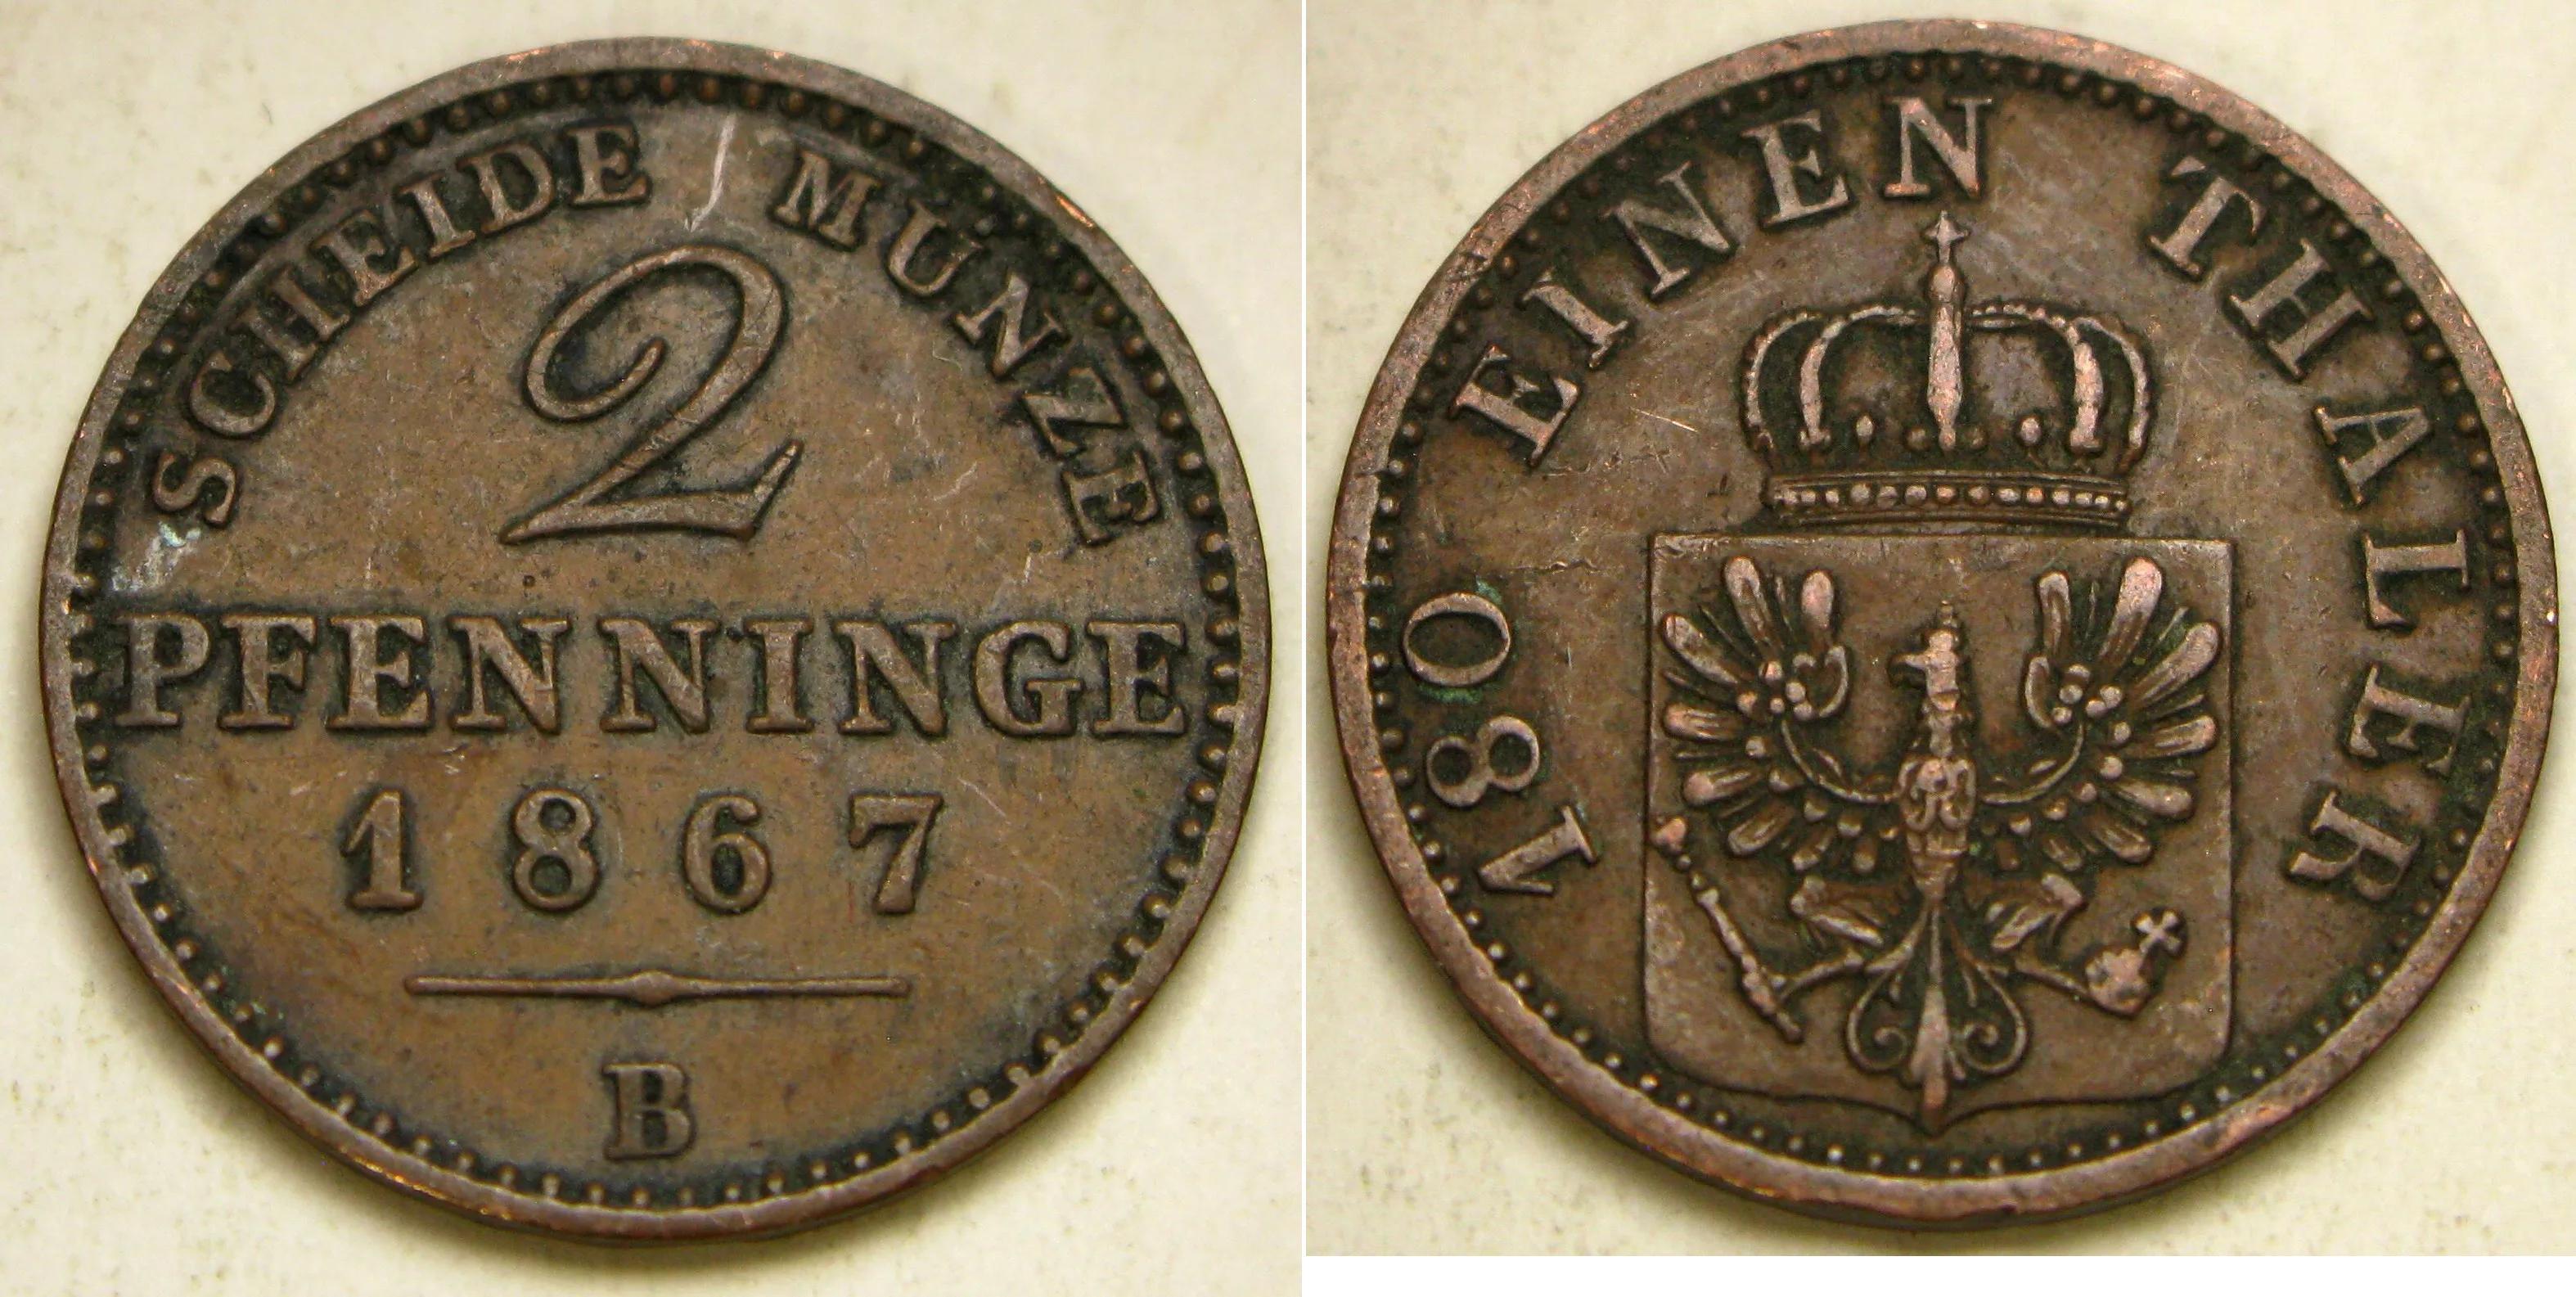 SCHEIDE MÜNZE
2
PFENNINGE
1867
B
180 EINEN THALER